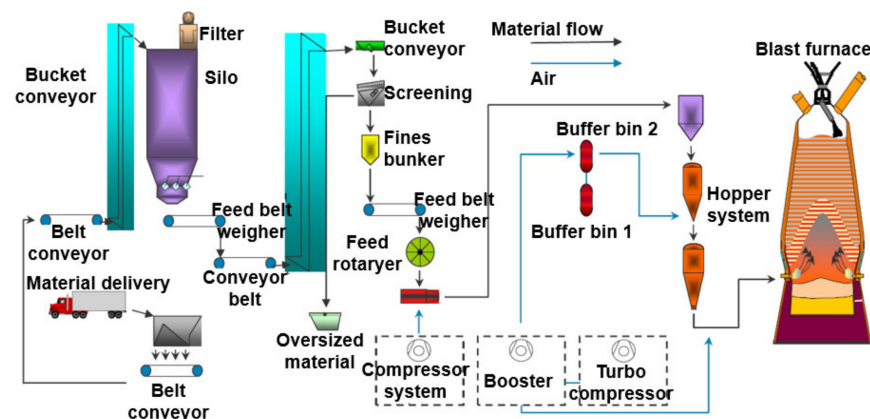 Filter
Bucket
conveyor
Silo
Bucket
conveyor
Screening
Fines
bunker
Material flow
Air
Blast furnace
Buffer bin 2
Buffer bin 1
Hopper
system
Belt
conveyor
Feed belt
weigher
Conveyor
belt
Feed belt
weigher
Feed
rotaryer
Material delivery
Belt
conveyor
Oversized
material
Compressor
system
Booster
Turbo
compressor